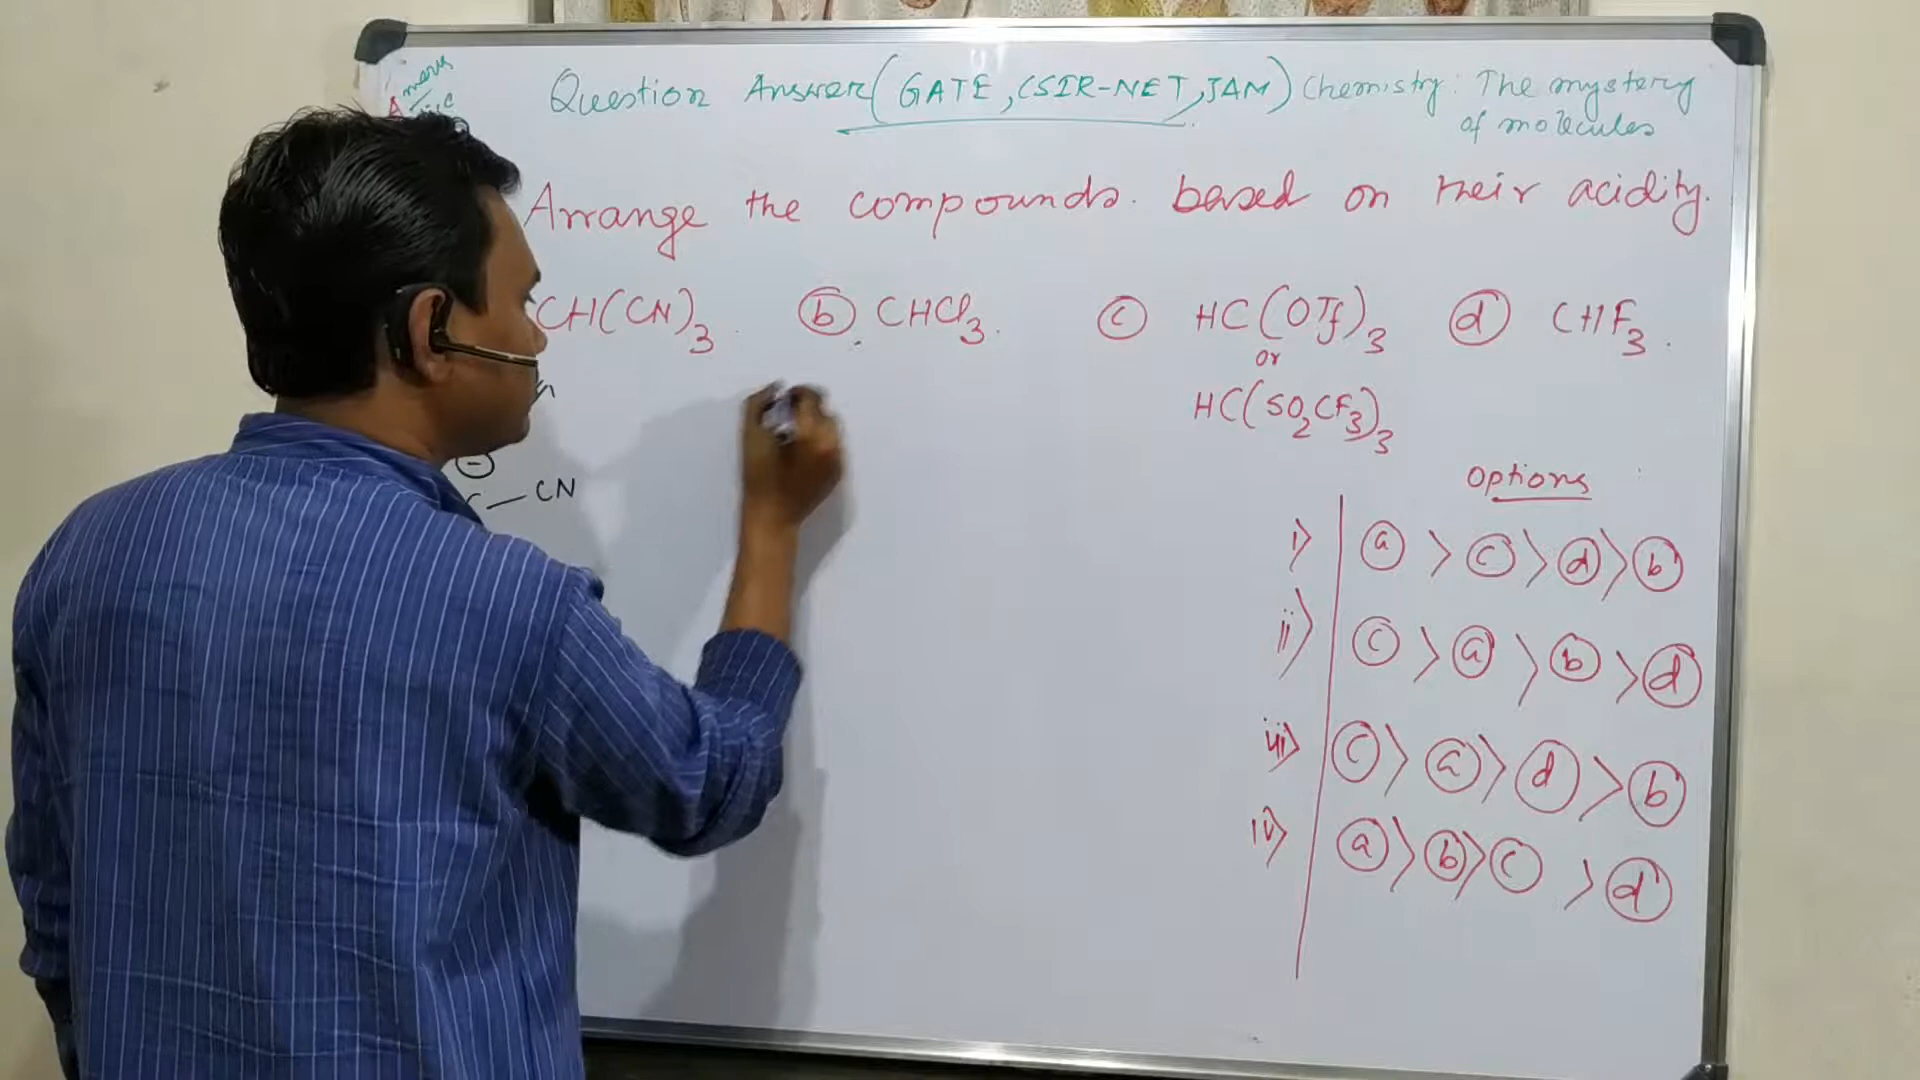 Question Answer (GATE, CSIR-NET, JAM) Chemistry: The mystery
of molecules
Arrange the compounds. based on their acidity.
CH(CN)3 . ⓑ CHCl3. ⓒ HC(OTf)3 ⓓ CHF3.
or
HC(SO2CF3)3
⊖
C — CN
Options
i) ⓐ > ⓒ > ⓓ > ⓑ
ii) ⓒ > ⓐ > ⓑ > ⓓ
iii) ⓒ > ⓐ > ⓓ > ⓑ
iv) ⓐ > ⓑ > ⓒ > ⓓ